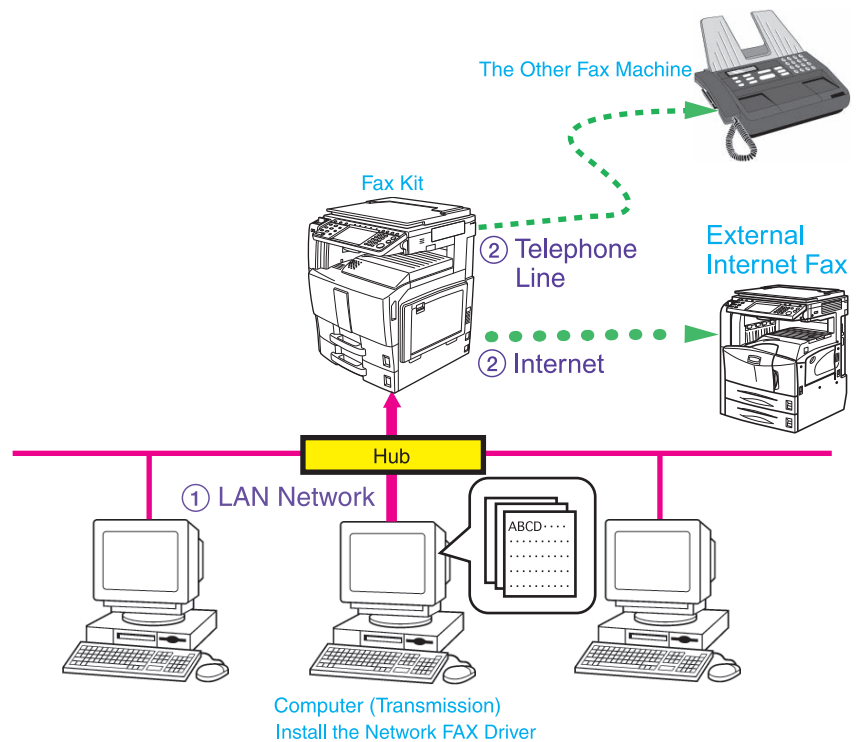 The Other Fax Machine
Fax Kit
② Telephone
Line
External
Internet Fax
② Internet
Hub
① LAN Network
ABCD····
Computer (Transmission)
Install the Network FAX Driver